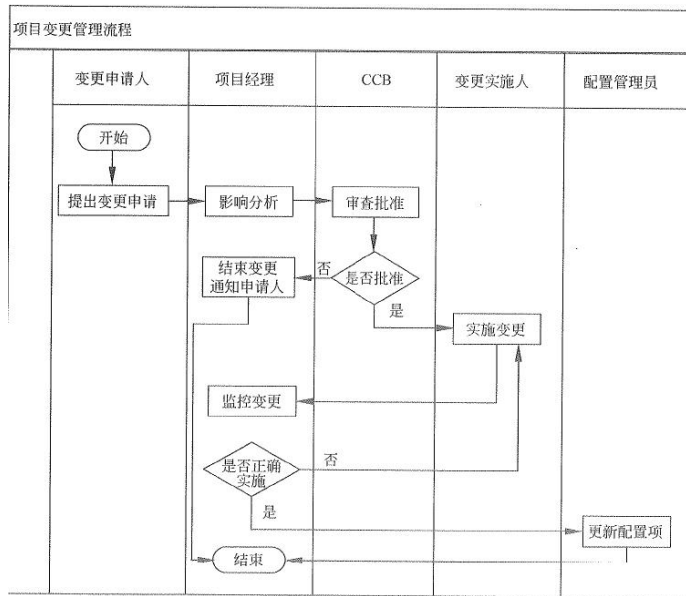 项目变更管理流程
变更申请人
项目经理
CCB
变更实施人
配置管理员
开始
提出变更申请
影响分析
审查批准
结束变更
通知申请人
否
是否批准
是
实施变更
监控变更
是否正确
实施
否
是
更新配置项
结束